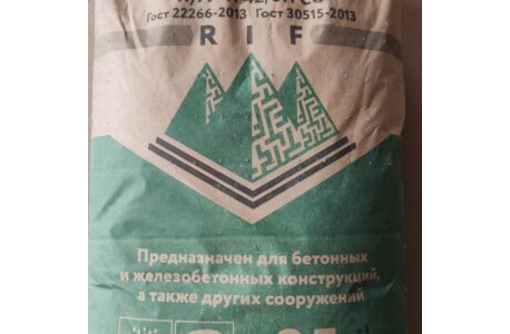 Гост 22266-2013 Гост 30515-2013
RIF
Предназначен для бетонных
и железобетонных конструкций,
а также других сооружений